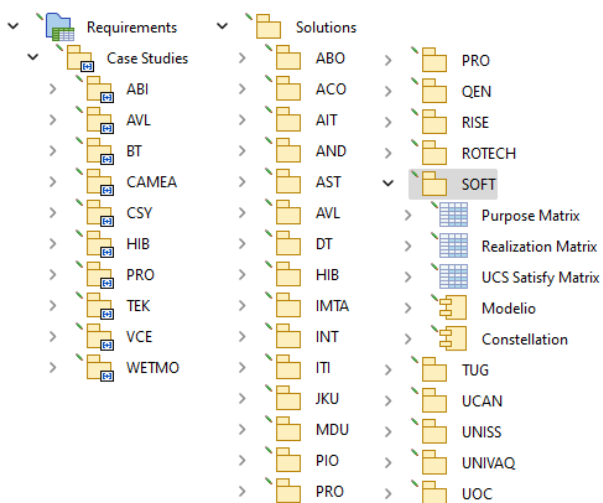 Requirements
Case Studies
ABI
AVL
BT
CAMEA
CSY
HIB
PRO
TEK
VCE
WETMO
Solutions
ABO
ACO
AIT
AND
AST
AVL
DT
HIB
IMTA
INT
ITI
JKU
MDU
PIO
PRO
PRO
QEN
RISE
ROTECH
SOFT
Purpose Matrix
Realization Matrix
UCS Satisfy Matrix
Modelio
Constellation
TUG
UCAN
UNISS
UNIVAQ
UOC